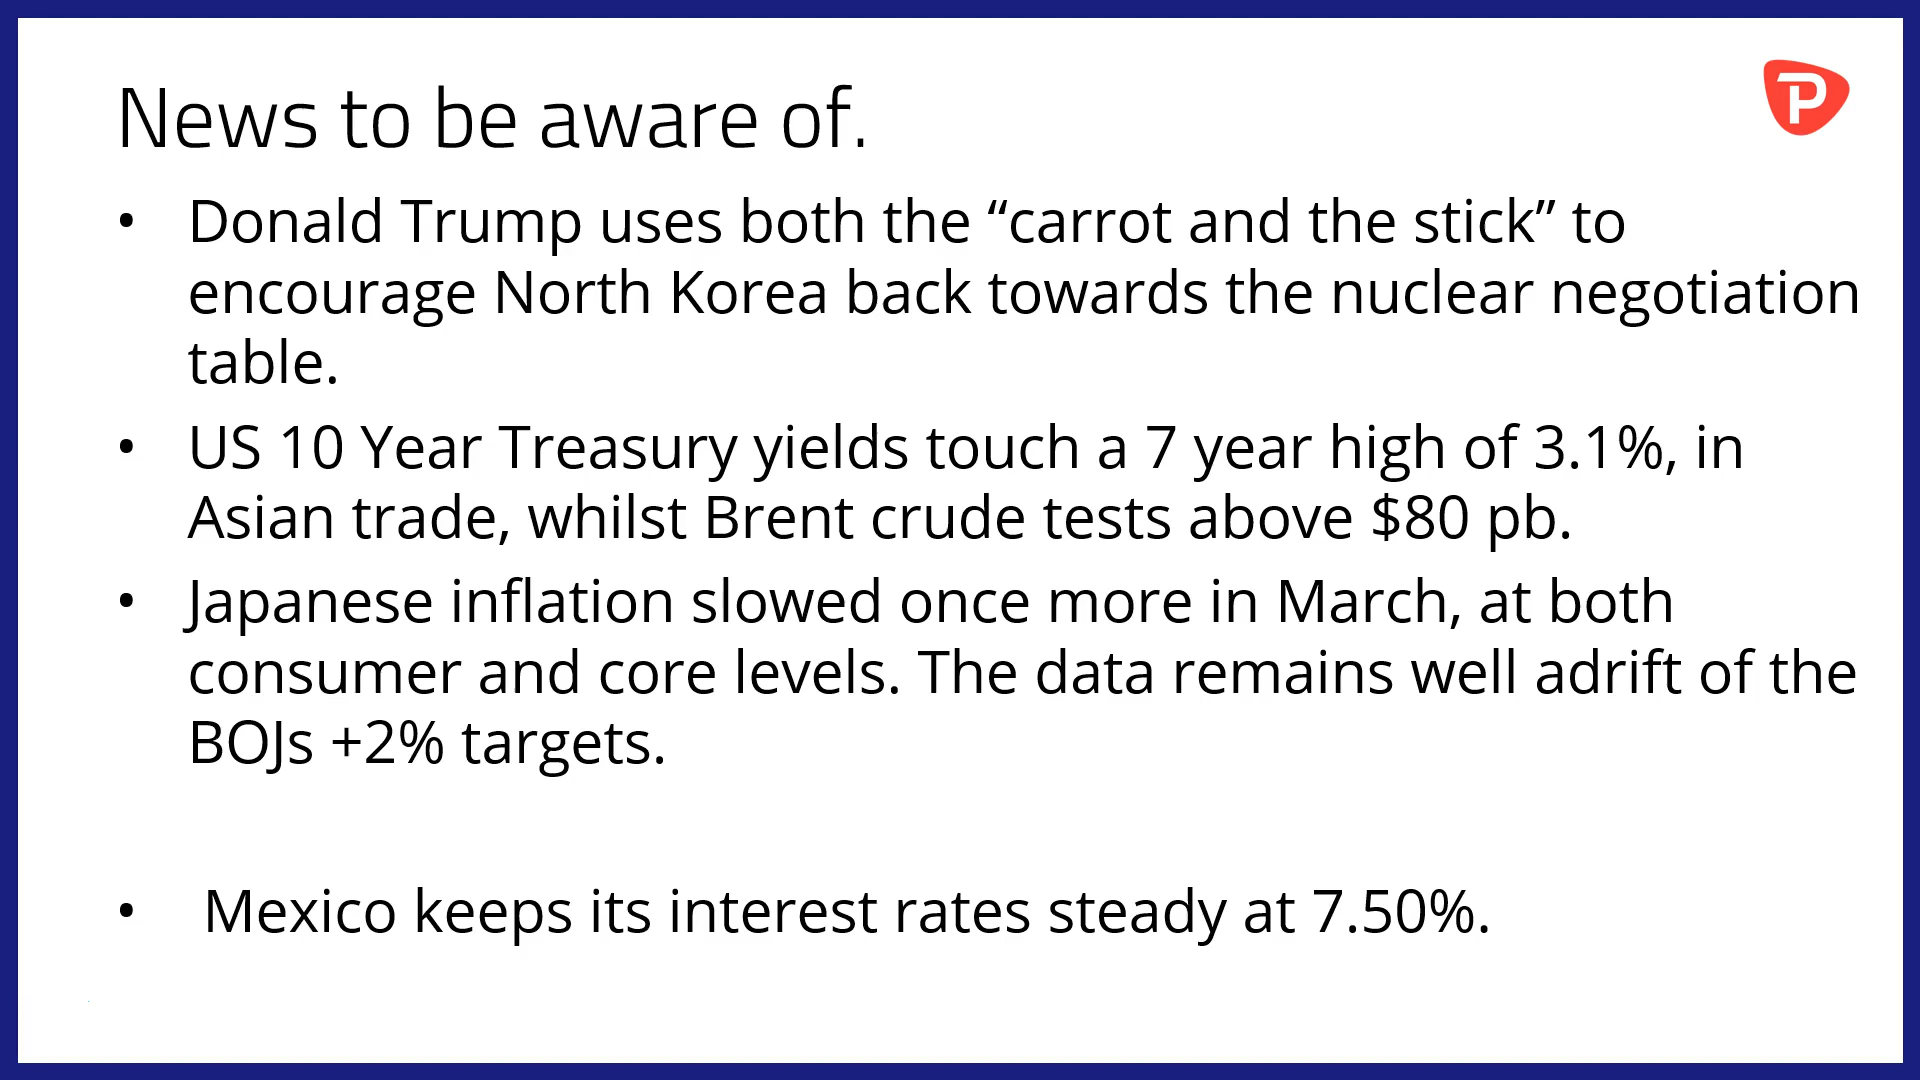 News to be aware of.
P
• Donald Trump uses both the “carrot and the stick” to
encourage North Korea back towards the nuclear negotiation
table.
• US 10 Year Treasury yields touch a 7 year high of 3.1%, in
Asian trade, whilst Brent crude tests above $80 pb.
• Japanese inflation slowed once more in March, at both
consumer and core levels. The data remains well adrift of the
BOJs +2% targets.
• Mexico keeps its interest rates steady at 7.50%.